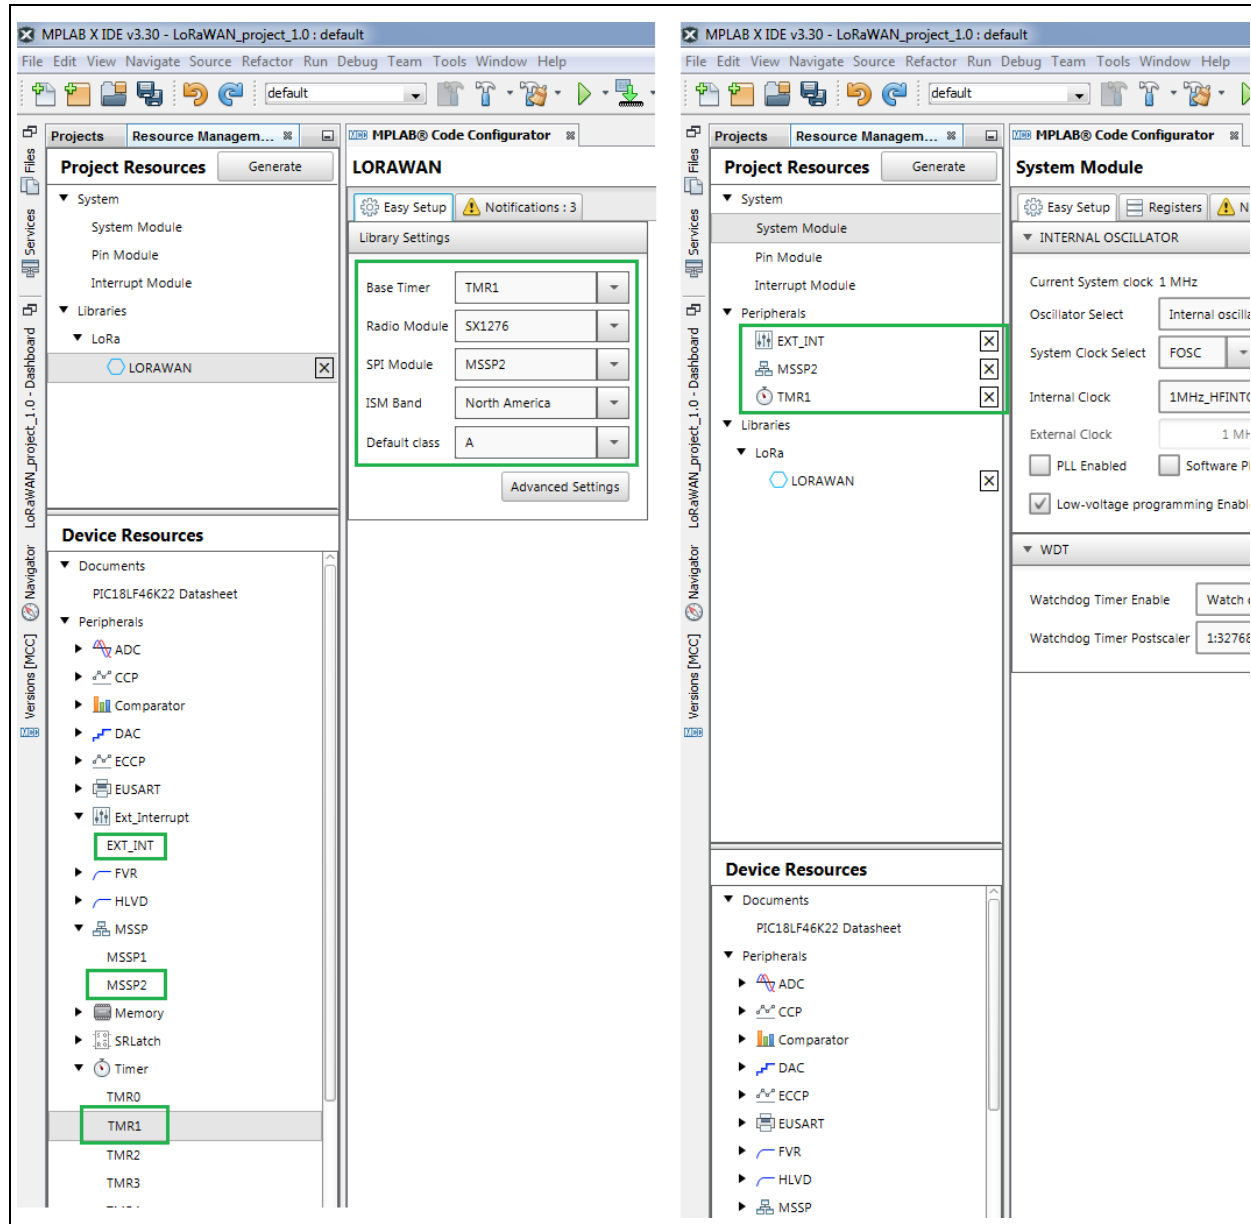 MPLAB X IDE v3.30 - LoRaWAN_project_1.0 : default
File Edit View Navigate Source Refactor Run Debug Team Tools Window Help
default
Projects
Resource Managem...
MPLAB® Code Configurator
Project Resources
Generate
System
System Module
Pin Module
Interrupt Module
Libraries
LoRa
LORAWAN
LORAWAN
Easy Setup
Notifications : 3
Library Settings
Base Timer TMR1
Radio Module SX1276
SPI Module MSSP2
ISM Band North America
Default class A
Advanced Settings
Device Resources
Documents
PIC18LF46K22 Datasheet
Peripherals
ADC
CCP
Comparator
DAC
ECCP
EUSART
Ext_Interrupt
EXT_INT
FVR
HLVD
MSSP
MSSP1
MSSP2
Memory
SRLatch
Timer
TMR0
TMR1
TMR2
TMR3
Files
Services
LoRaWAN_project_1.0 - Dashboard
Navigator
Versions [MCC]
MPLAB X IDE v3.30 - LoRaWAN_project_1.0 : default
File Edit View Navigate Source Refactor Run Debug Team Tools Window Help
default
Projects
Resource Managem...
MPLAB® Code Configurator
Project Resources
Generate
System
System Module
Pin Module
Interrupt Module
Peripherals
EXT_INT
MSSP2
TMR1
Libraries
LoRa
LORAWAN
System Module
Easy Setup
Registers
N
INTERNAL OSCILLATOR
Current System clock 1 MHz
Oscillator Select Internal oscilla
System Clock Select FOSC
Internal Clock 1MHz_HFINTO
External Clock 1 MH
PLL Enabled Software P
Low-voltage programming Enabl
WDT
Watchdog Timer Enable Watch
Watchdog Timer Postscaler 1:32768
Device Resources
Documents
PIC18LF46K22 Datasheet
Peripherals
ADC
CCP
Comparator
DAC
ECCP
EUSART
FVR
HLVD
MSSP
Files
Services
LoRaWAN_project_1.0 - Dashboard
Navigator
Versions [MCC]